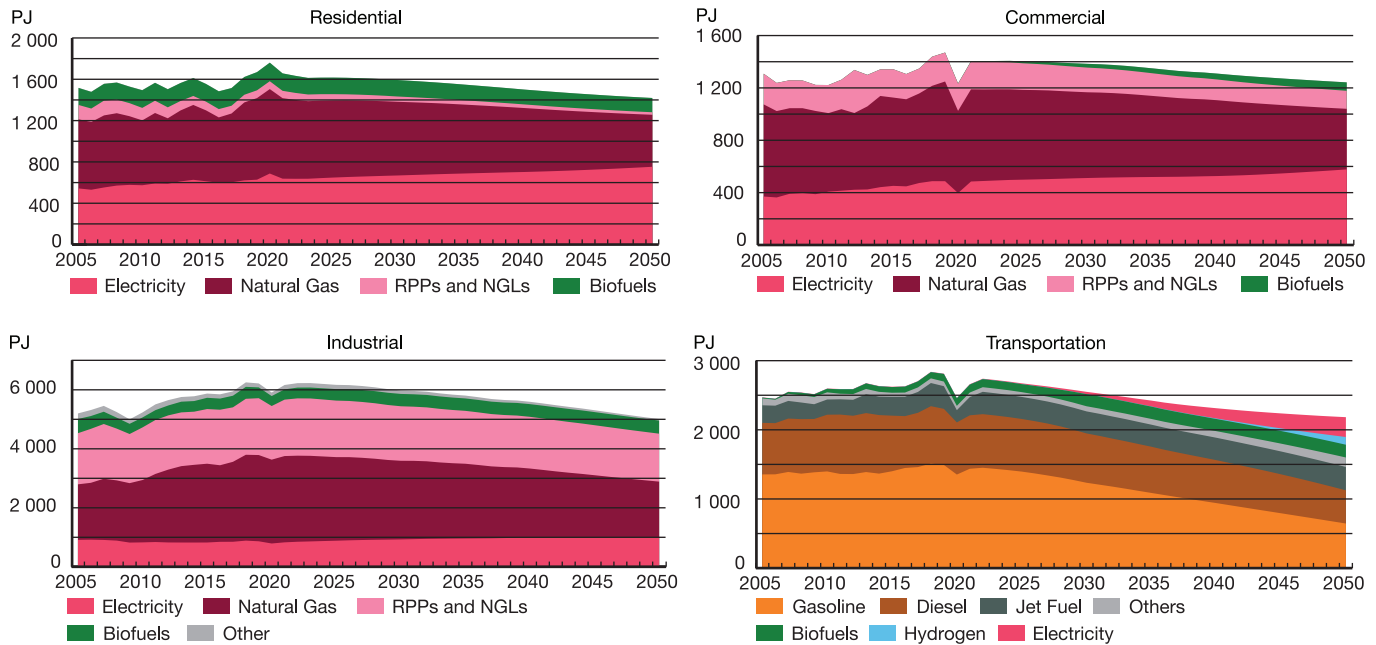 PJ
Residential
2 000
1 600
1 200
800
400
0
2005 2010 2015 2020 2025 2030 2035 2040 2045 2050
Electricity Natural Gas RPPs and NGLs Biofuels
PJ
Commercial
1 600
1 200
800
400
0
2005 2010 2015 2020 2025 2030 2035 2040 2045 2050
Electricity Natural Gas RPPs and NGLs Biofuels
PJ
Industrial
6 000
4 000
2 000
0
2005 2010 2015 2020 2025 2030 2035 2040 2045 2050
Electricity Natural Gas RPPs and NGLs
Biofuels Other
PJ
Transportation
3 000
2 000
1 000
0
2005 2010 2015 2020 2025 2030 2035 2040 2045 2050
Gasoline Diesel Jet Fuel Others
Biofuels Hydrogen Electricity